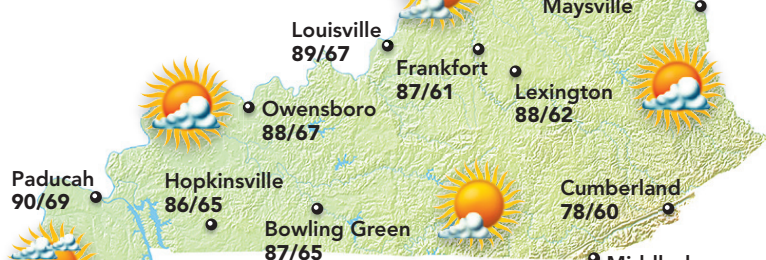 Maysville
Louisville
89/67
Frankfort
87/61
Lexington
88/62
Owensboro
88/67
Paducah
90/69
Hopkinsville
86/65
Cumberland
78/60
Bowling Green
87/65